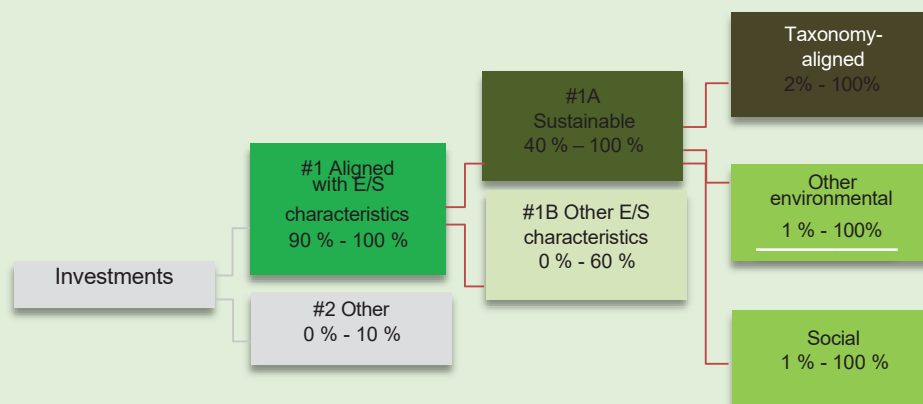 Investments
#1 Aligned
with E/S
characteristics
90 % - 100 %
#2 Other
0 % - 10 %
#1A
Sustainable
40 % – 100 %
#1B Other E/S
characteristics
0 % - 60 %
Taxonomy-
aligned
2% - 100%
Other
environmental
1 % - 100%
Social
1 % - 100 %